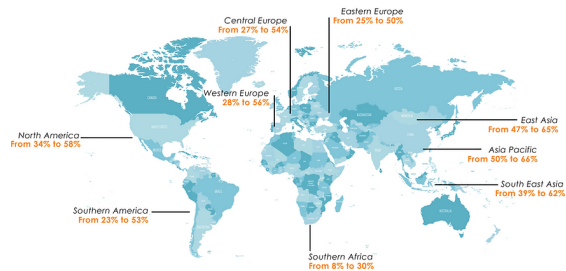 Eastern Europe
From 25% to 50%
Central Europe
From 27% to 54%
Western Europe
28% to 56%
North America
From 34% to 58%
East Asia
From 47% to 65%
Asia Pacific
From 50% to 66%
South East Asia
From 39% to 62%
Southern America
From 23% to 53%
Southern Africa
From 8% to 30%